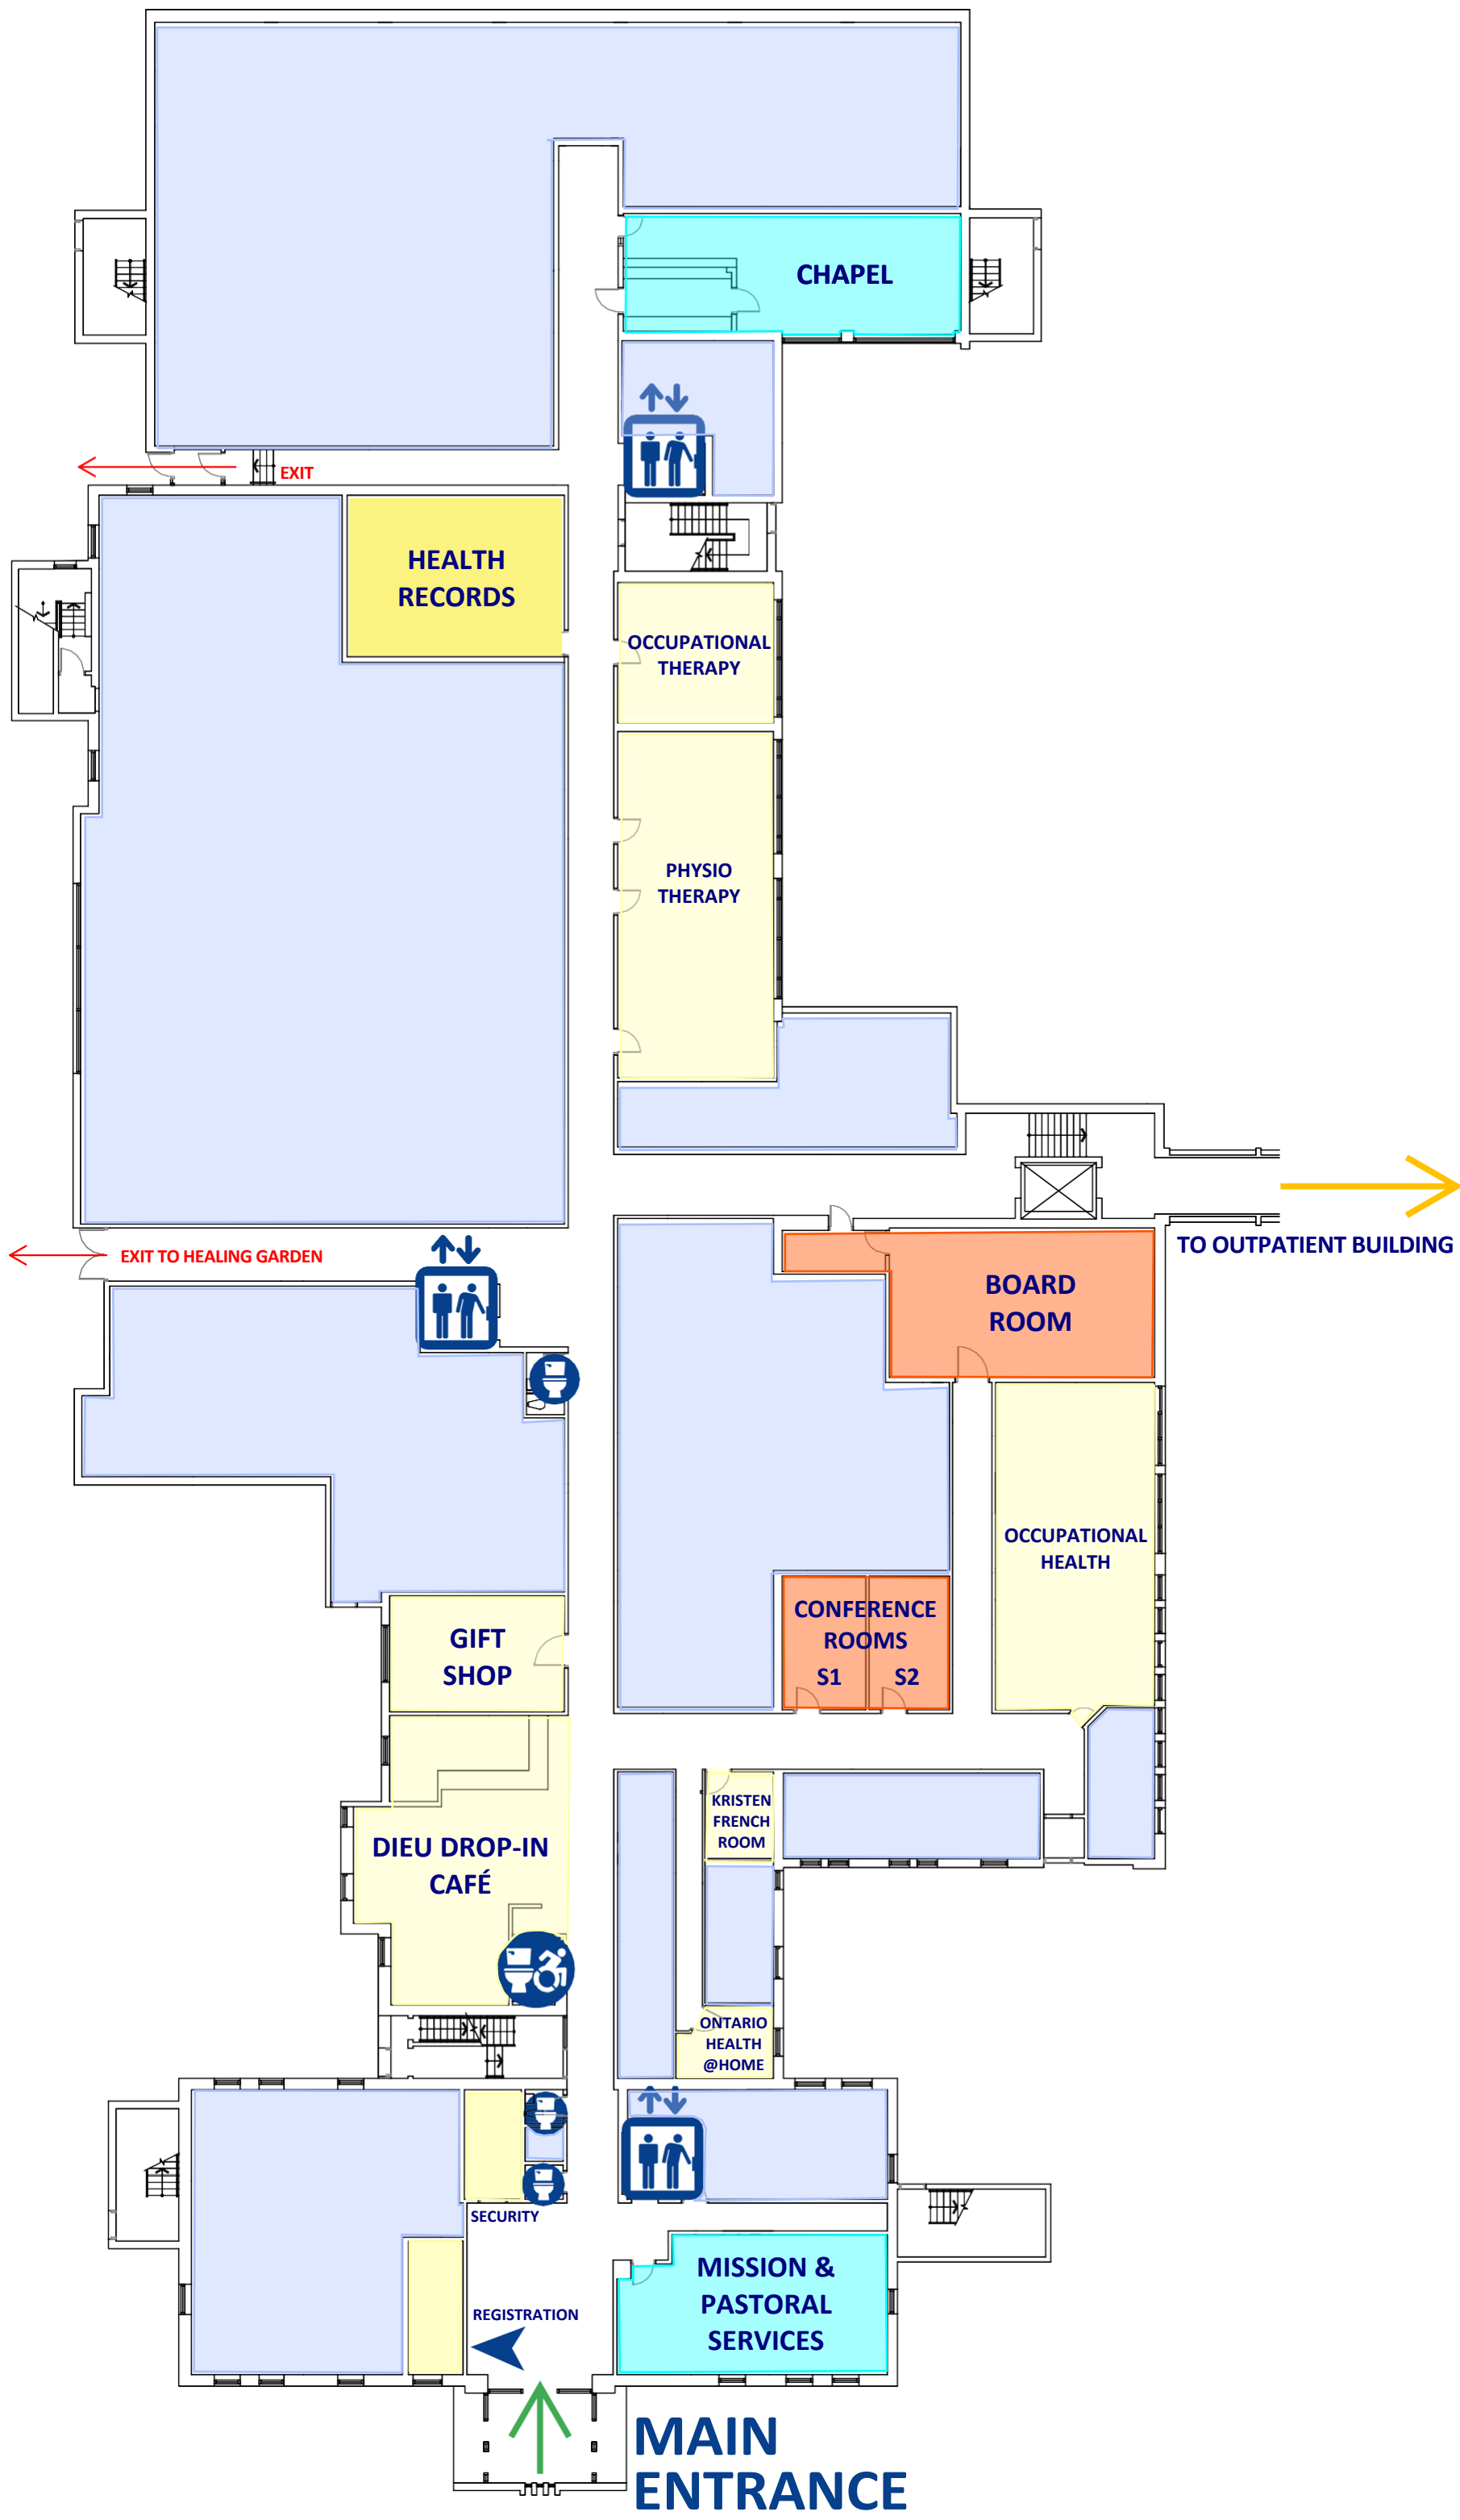 CHAPEL
EXIT
HEALTH
RECORDS
OCCUPATIONAL
THERAPY
PHYSIO
THERAPY
TO OUTPATIENT BUILDING
EXIT TO HEALING GARDEN
BOARD
ROOM
OCCUPATIONAL
HEALTH
CONFERENCE
ROOMS
S1 S2
GIFT
SHOP
KRISTEN
FRENCH
ROOM
DIEU DROP-IN
CAFÉ
ONTARIO
HEALTH
@HOME
SECURITY
MISSION &
PASTORAL
SERVICES
REGISTRATION
MAIN
ENTRANCE